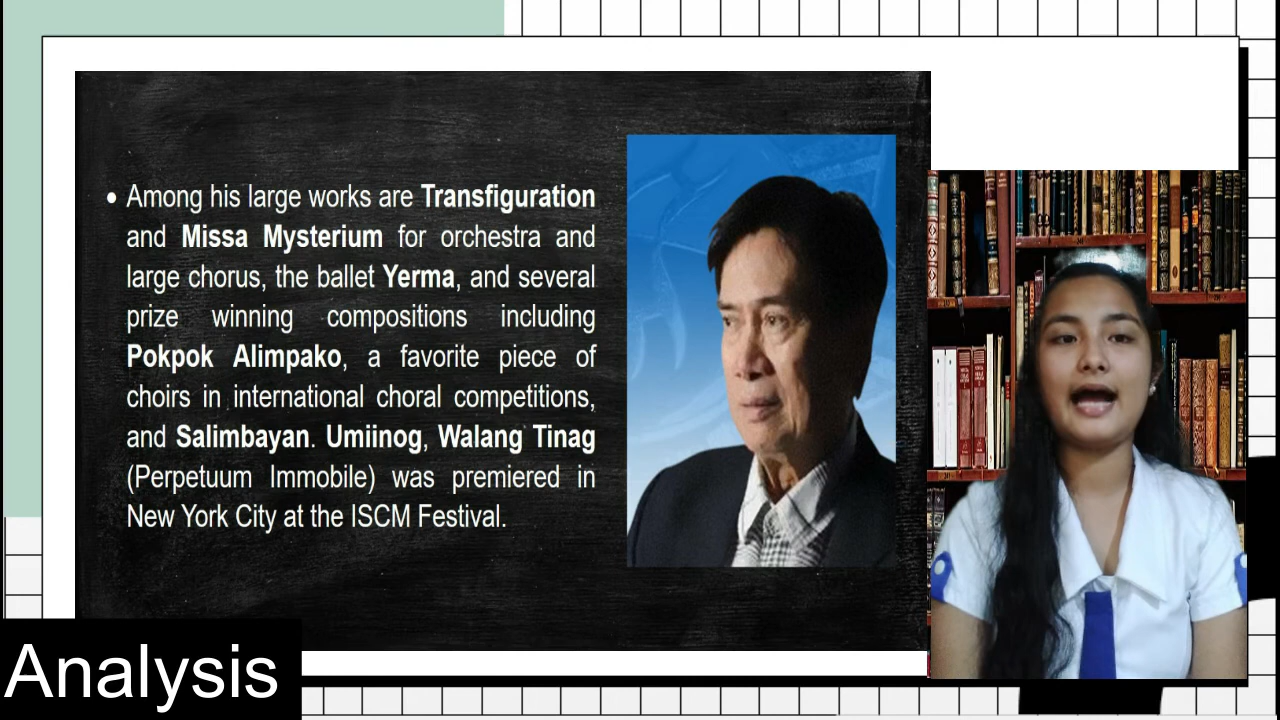 • Among his large works are Transfiguration
and Missa Mysterium for orchestra and
large chorus, the ballet Yerma, and several
prize winning compositions including
Pokpok Alimpako, a favorite piece of
choirs in international choral competitions,
and Salimbayan. Umiinog, Walang Tinag
(Perpetuum Immobile) was premiered in
New York City at the ISCM Festival.
Analysis